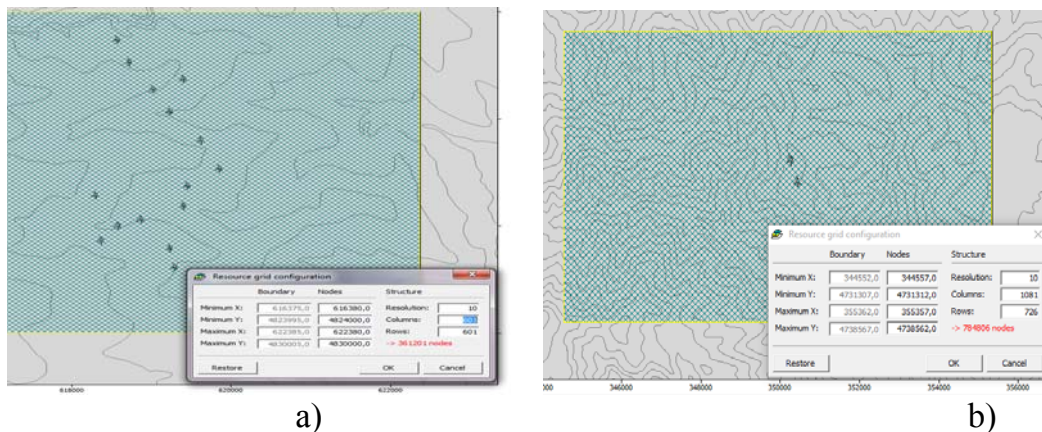 Resource grid configuration
Boundary Nodes Structure
Minimum X: 616375,0 616380,0 Resolution: 10
Minimum Y: 4823995,0 4824000,0 Columns: 601
Maximum X: 622385,0 622380,0 Rows: 601
Maximum Y: 4830005,0 4830000,0 -> 361201 nodes
Restore OK Cancel
618000 620000 622000
a)
Resource grid configuration
Boundary Nodes Structure
Minimum X: 344552,0 344557,0 Resolution: 10
Minimum Y: 4731307,0 4731312,0 Columns: 1081
Maximum X: 355362,0 355357,0 Rows: 726
Maximum Y: 4738567,0 4738562,0 -> 784806 nodes
Restore OK Cancel
000 346000 348000 350000 352000 354000 356000
b)